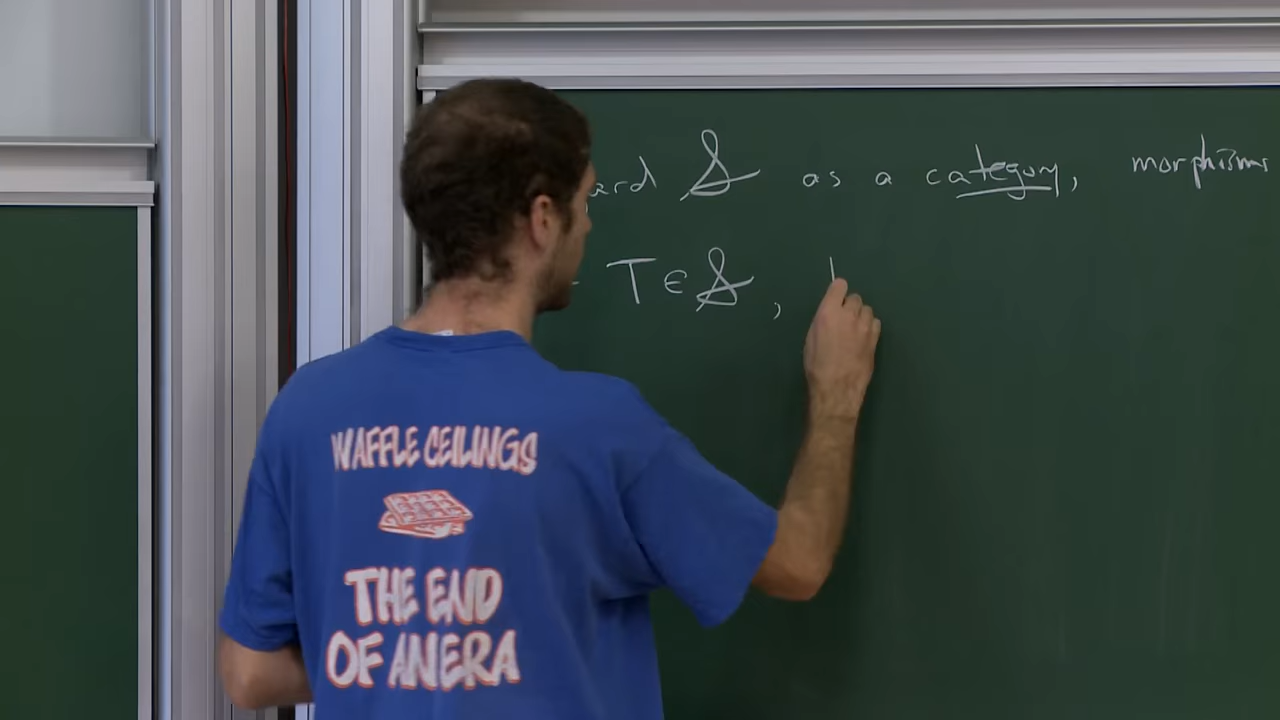 ard 𝒮 as a category, morphisms
T ∈ 𝒮,
WAFFLE CEILINGS
THE END
OF AN ERA